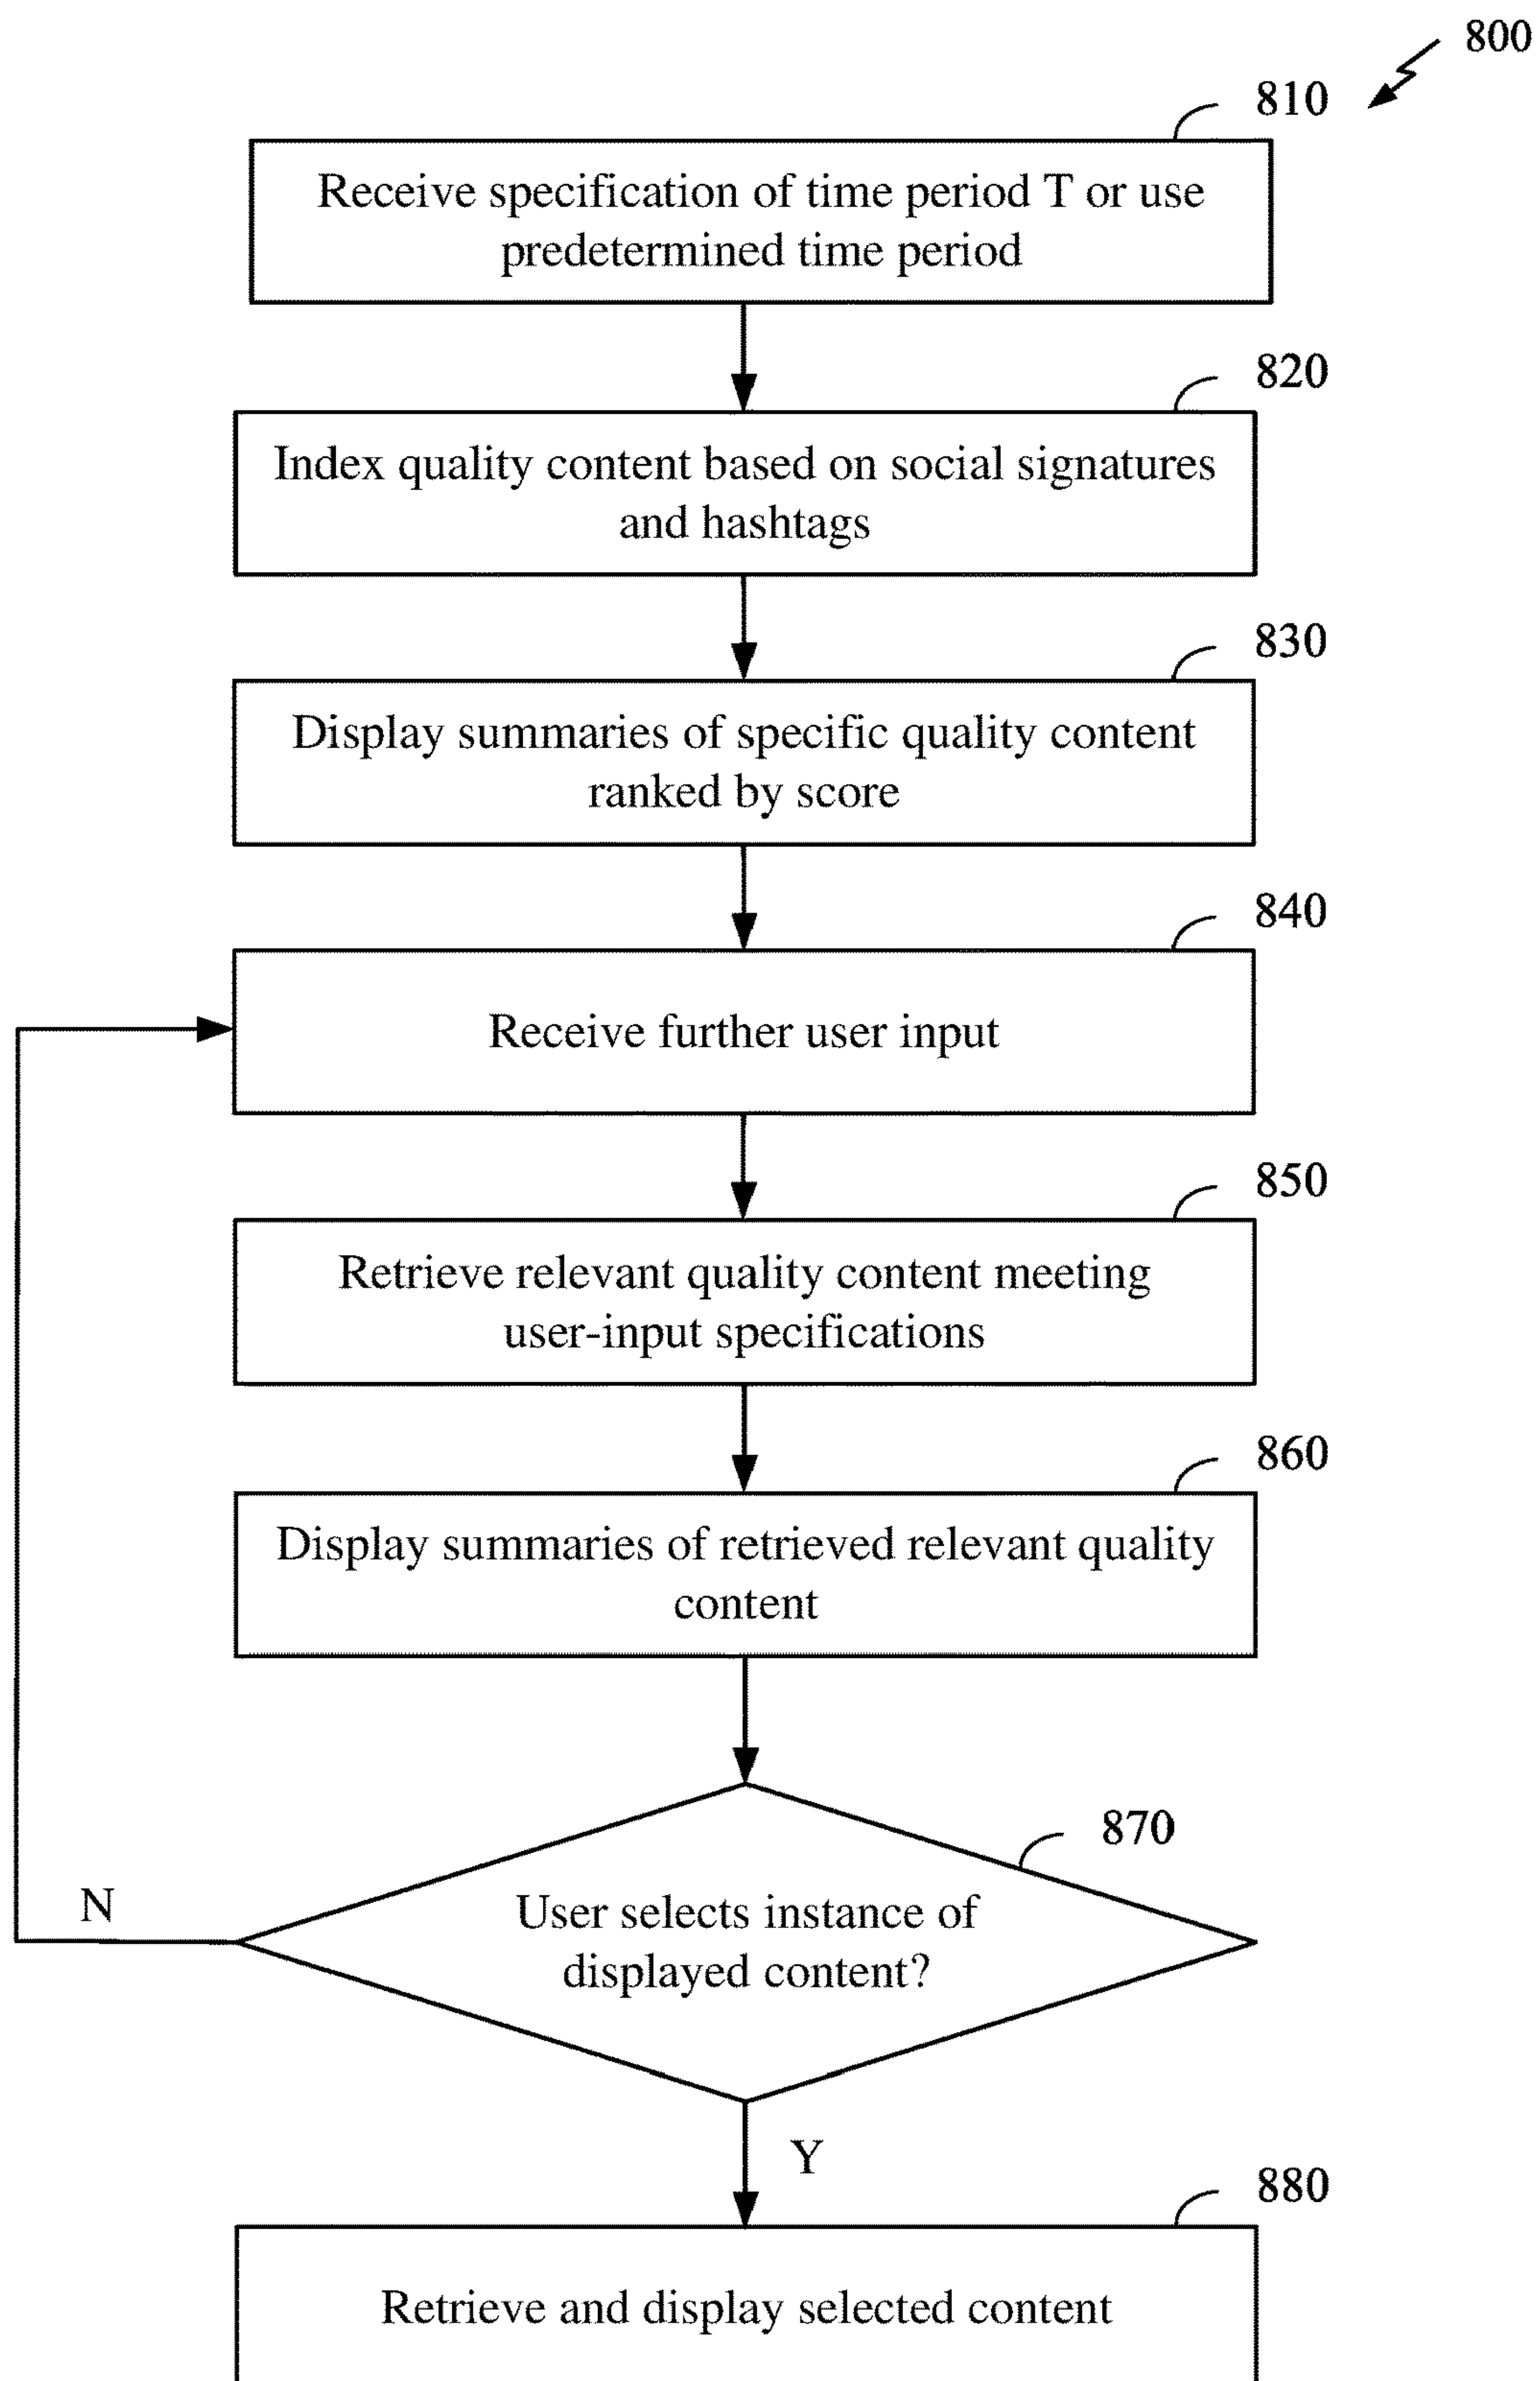 800
810
Receive specification of time period T or use
predetermined time period
820
Index quality content based on social signatures
and hashtags
830
Display summaries of specific quality content
ranked by score
840
Receive further user input
850
Retrieve relevant quality content meeting
user-input specifications
860
Display summaries of retrieved relevant quality
content
870
User selects instance of
displayed content?
N
Y
880
Retrieve and display selected content